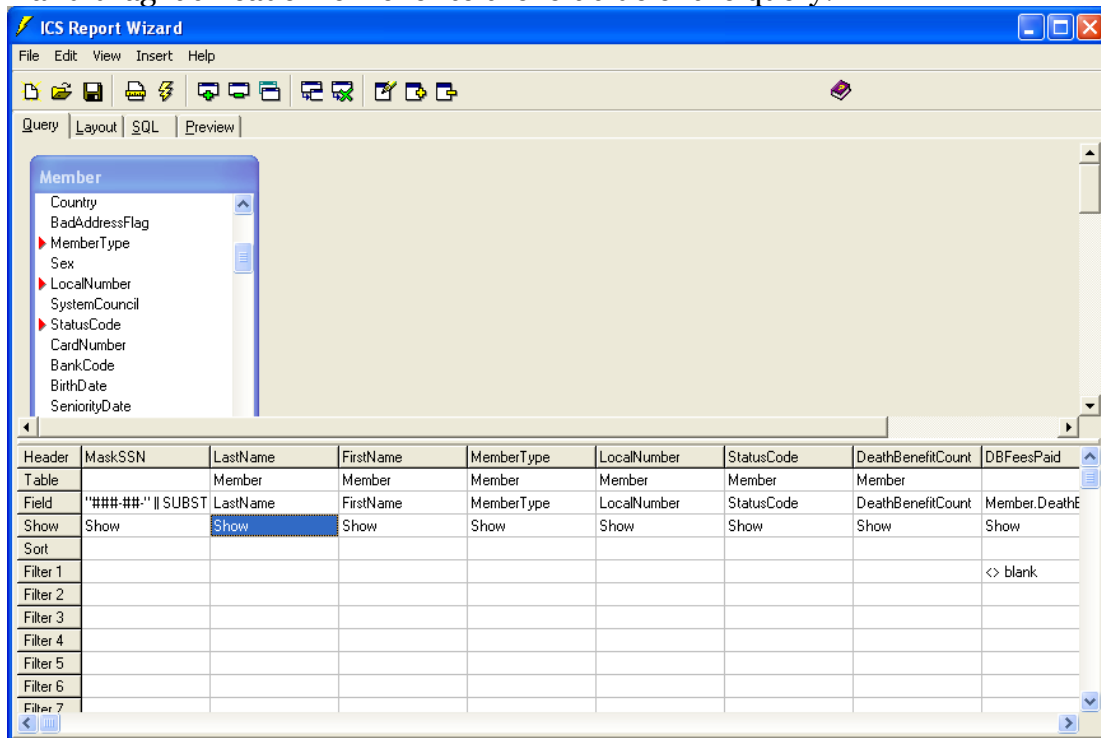 ICS Report Wizard
File Edit View Insert Help
Query Layout SQL Preview
Member
Country
BadAddressFlag
MemberType
Sex
LocalNumber
SystemCouncil
StatusCode
CardNumber
BankCode
BirthDate
SeniorityDate
Header MaskSSN LastName FirstName MemberType LocalNumber StatusCode DeathBenefitCount DBFeesPaid
Table Member Member Member Member Member Member
Field "###-##-" || SUBST LastName FirstName MemberType LocalNumber StatusCode DeathBenefitCount Member.DeathB
Show Show Show Show Show Show Show Show Show
Sort
Filter 1 <> blank
Filter 2
Filter 3
Filter 4
Filter 5
Filter 6
Filter 7